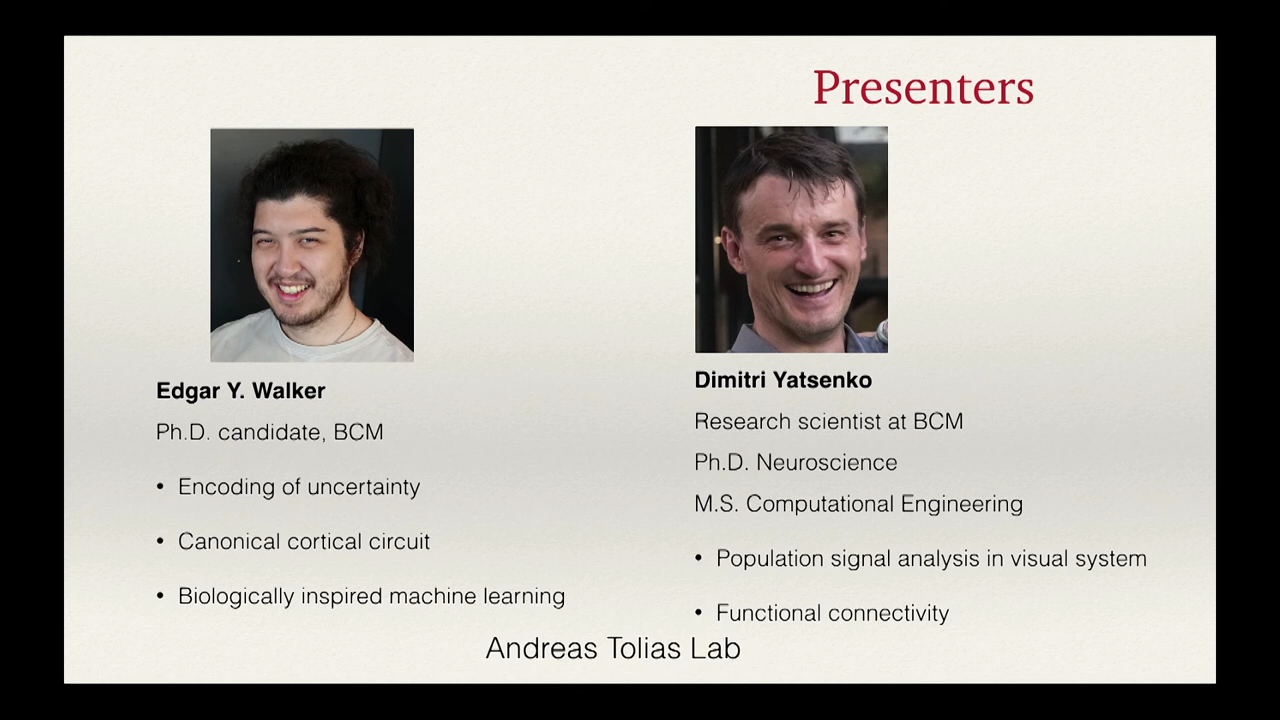 Presenters
Edgar Y. Walker
Ph.D. candidate, BCM
• Encoding of uncertainty
• Canonical cortical circuit
• Biologically inspired machine learning
Dimitri Yatsenko
Research scientist at BCM
Ph.D. Neuroscience
M.S. Computational Engineering
• Population signal analysis in visual system
• Functional connectivity
Andreas Tolias Lab